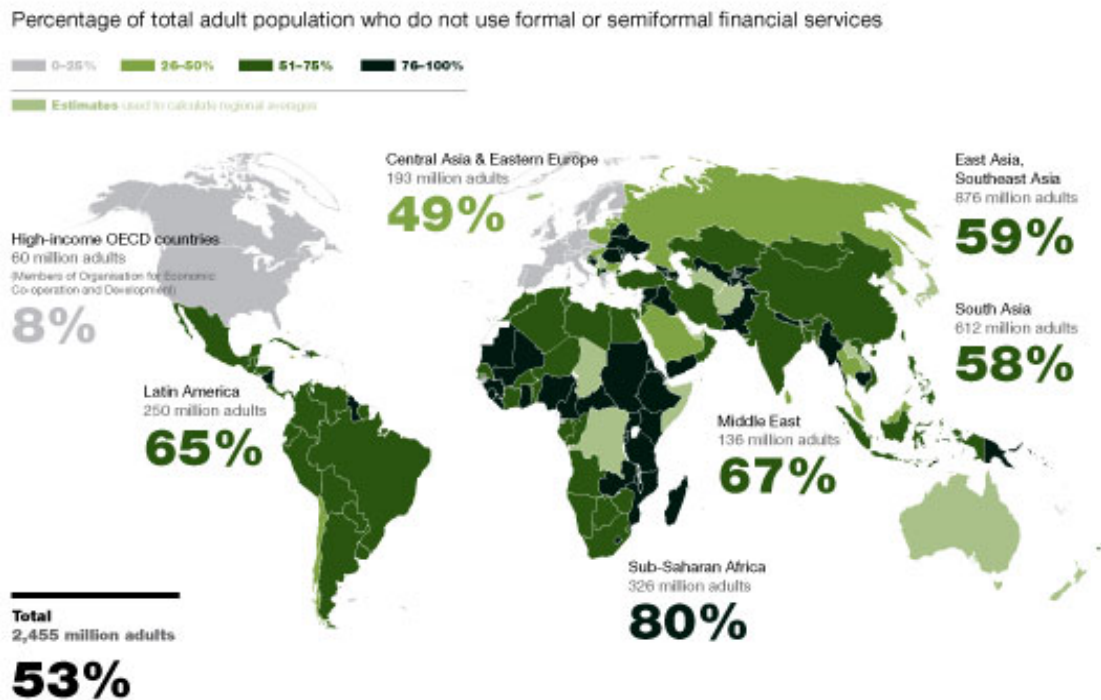 Percentage of total adult population who do not use formal or semiformal financial services
0–25% 26–50% 51–75% 76–100%
Estimates used to calculate regional averages
High-income OECD countries
60 million adults
(Members of Organisation for Economic
Co-operation and Development)
8%
Central Asia & Eastern Europe
193 million adults
49%
East Asia,
Southeast Asia
876 million adults
59%
South Asia
612 million adults
58%
Latin America
250 million adults
65%
Middle East
136 million adults
67%
Sub-Saharan Africa
326 million adults
80%
Total
2,455 million adults
53%